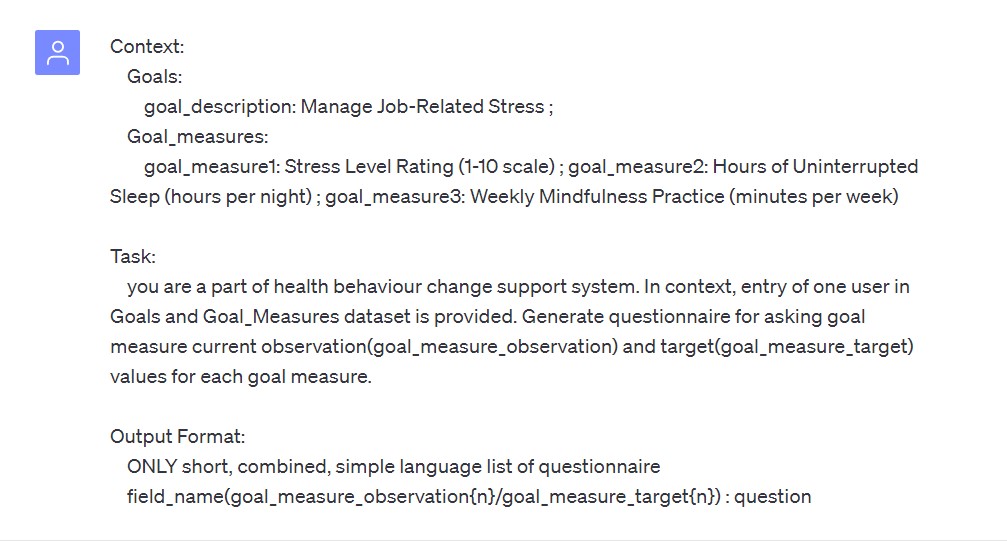 Context:
Goals:
goal_description: Manage Job-Related Stress ;
Goal_measures:
goal_measure1: Stress Level Rating (1-10 scale) ; goal_measure2: Hours of Uninterrupted
Sleep (hours per night) ; goal_measure3: Weekly Mindfulness Practice (minutes per week)
Task:
you are a part of health behaviour change support system. In context, entry of one user in
Goals and Goal_Measures dataset is provided. Generate questionnaire for asking goal
measure current observation(goal_measure_observation) and target(goal_measure_target)
values for each goal measure.
Output Format:
ONLY short, combined, simple language list of questionnaire
field_name(goal_measure_observation{n}/goal_measure_target{n}) : question